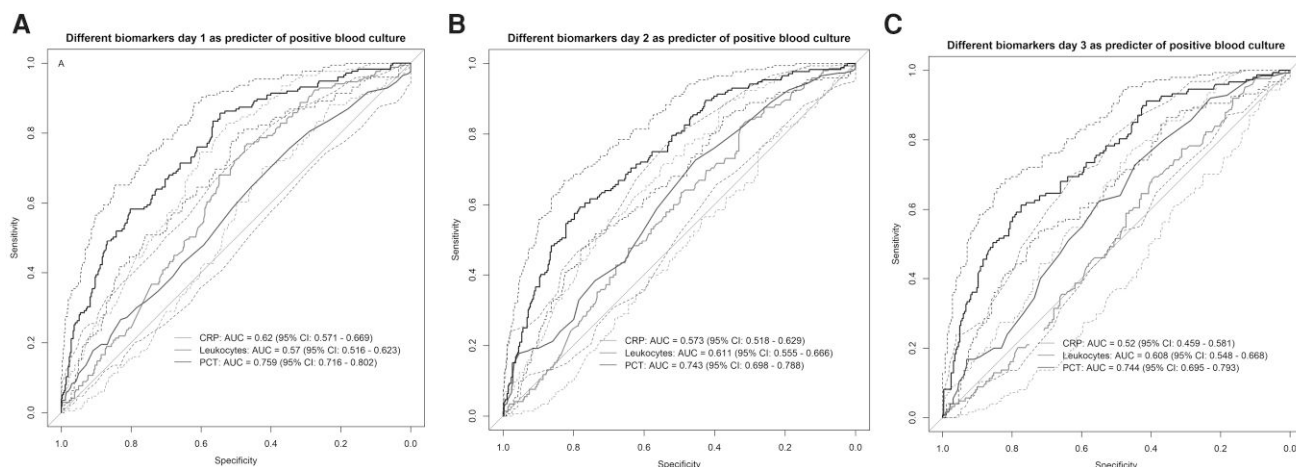 A
Different biomarkers day 1 as predicter of positive blood culture
A
1.0
0.8
0.6
0.4
0.2
0.0
Sensitivity
CRP: AUC = 0.62 (95% CI: 0.571 - 0.669)
Leukocytes: AUC = 0.57 (95% CI: 0.516 - 0.623)
PCT: AUC = 0.759 (95% CI: 0.716 - 0.802)
1.0 0.8 0.6 0.4 0.2 0.0
Specificity
B
Different biomarkers day 2 as predicter of positive blood culture
1.0
0.8
0.6
0.4
0.2
0.0
Sensitivity
CRP: AUC = 0.573 (95% CI: 0.518 - 0.629)
Leukocytes: AUC = 0.611 (95% CI: 0.555 - 0.666)
PCT: AUC = 0.743 (95% CI: 0.698 - 0.788)
1.0 0.8 0.6 0.4 0.2 0.0
Specificity
C
Different biomarkers day 3 as predicter of positive blood culture
1.0
0.8
0.6
0.4
0.2
0.0
Sensitivity
CRP: AUC = 0.52 (95% CI: 0.459 - 0.581)
Leukocytes: AUC = 0.608 (95% CI: 0.548 - 0.668)
PCT: AUC = 0.744 (95% CI: 0.695 - 0.793)
1.0 0.8 0.6 0.4 0.2 0.0
Specificity